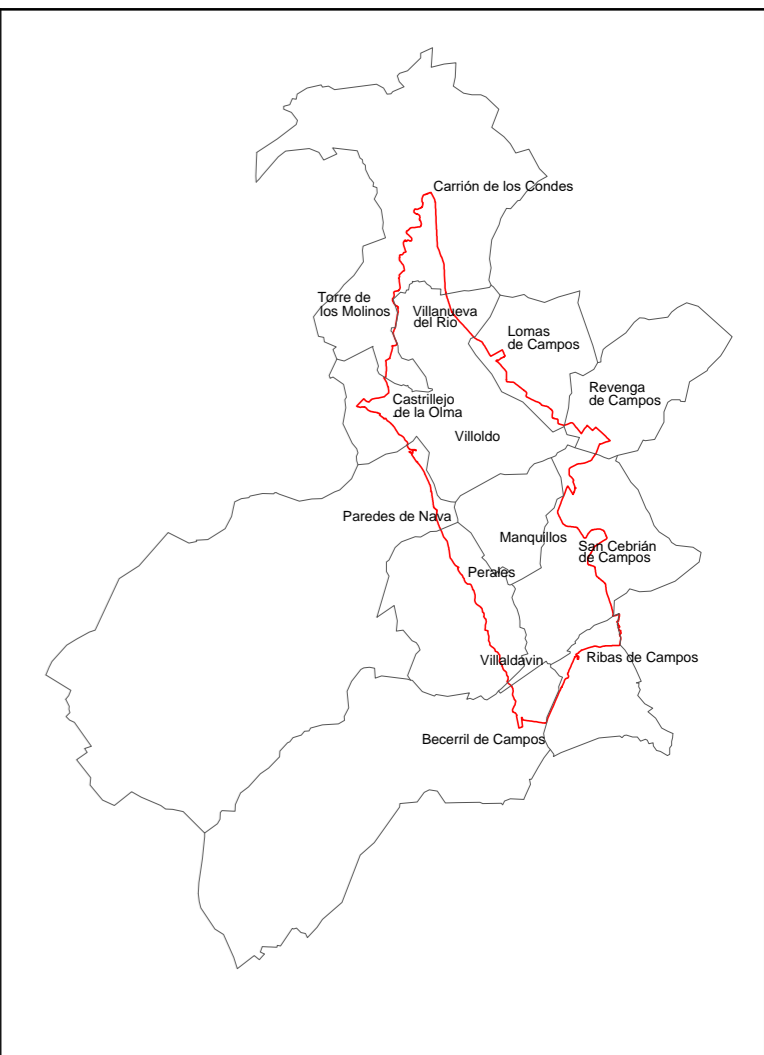 Carrión de los Condes
Torre de
los Molinos
Villanueva
del Río
Lomas
de Campos
Revenga
de Campos
Castrillejo
de la Olma
Villoldo
Paredes de Nava
Manquillos
San Cebrián
de Campos
Perales
Villaldavin
Ribas de Campos
Becerril de Campos